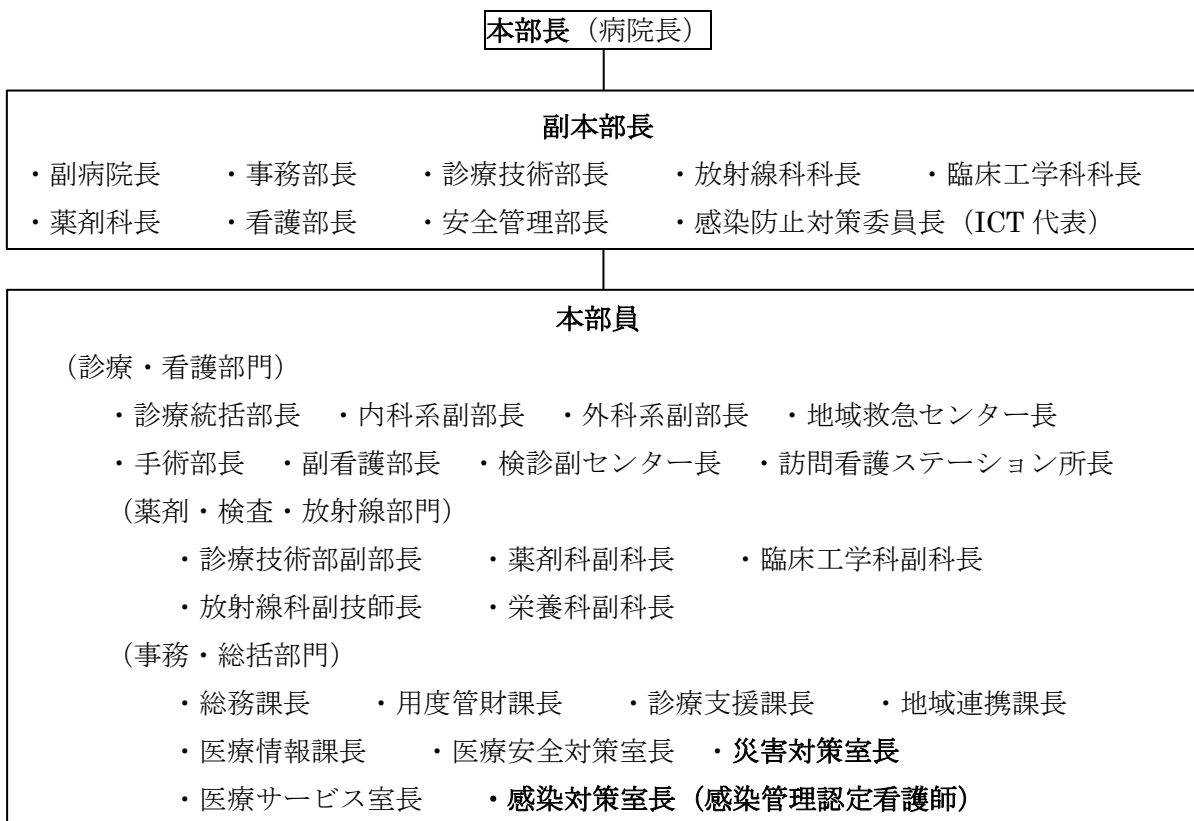 本部長（病院長）
副本部長
・副病院長 ・事務部長 ・診療技術部長 ・放射線科科長 ・臨床工学科科長
・薬剤科長 ・看護部長 ・安全管理部長 ・感染防止対策委員長（ICT 代表）
本部員
（診療・看護部門）
・診療統括部長 ・内科系副部長 ・外科系副部長 ・地域救急センター長
・手術部長 ・副看護部長 ・検診副センター長 ・訪問看護ステーション所長
（薬剤・検査・放射線部門）
・診療技術部副部長 ・薬剤科副科長 ・臨床工学科副科長
・放射線科副技師長 ・栄養科副科長
（事務・総括部門）
・総務課長 ・用度管財課長 ・診療支援課長 ・地域連携課長
・医療情報課長 ・医療安全対策室長 ・災害対策室長
・医療サービス室長 ・感染対策室長（感染管理認定看護師）